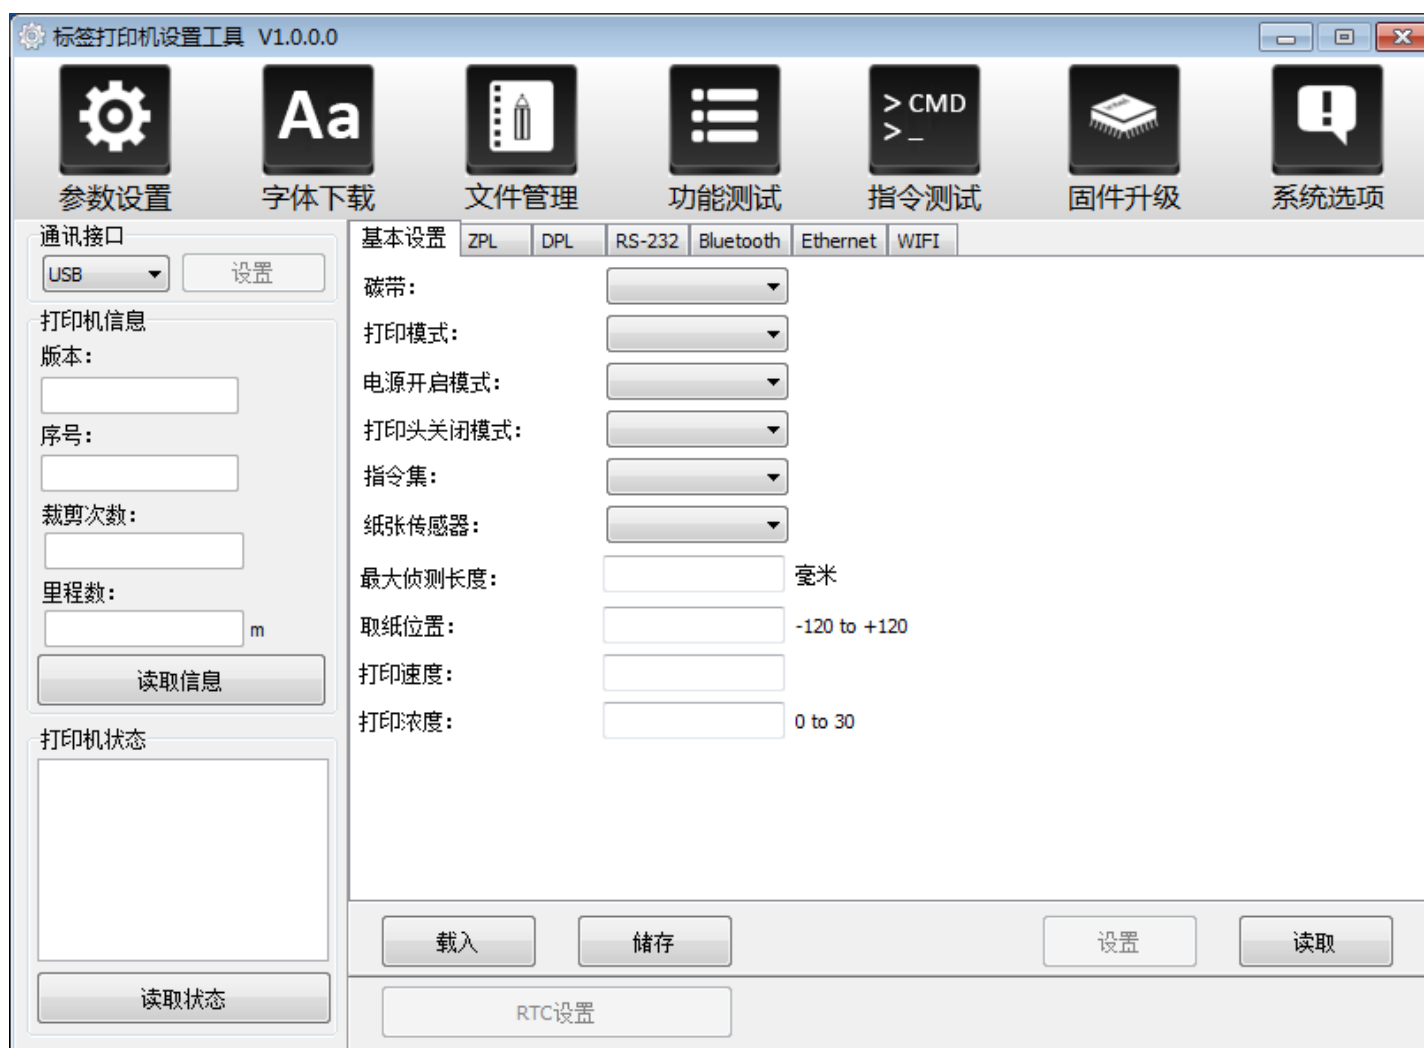 标签打印机设置工具 V1.0.0.0
Aa
> CMD
> _
参数设置 字体下载 文件管理 功能测试 指令测试 固件升级 系统选项
通讯接口
USB 设置
打印机信息
版本：
序号：
裁剪次数：
里程数：
m
读取信息
打印机状态
读取状态
基本设置 ZPL DPL RS-232 Bluetooth Ethernet WIFI
碳带：
打印模式：
电源开启模式：
打印头关闭模式：
指令集：
纸张传感器：
最大侦测长度： 毫米
取纸位置： -120 to +120
打印速度：
打印浓度： 0 to 30
载入 储存 设置 读取
RTC设置